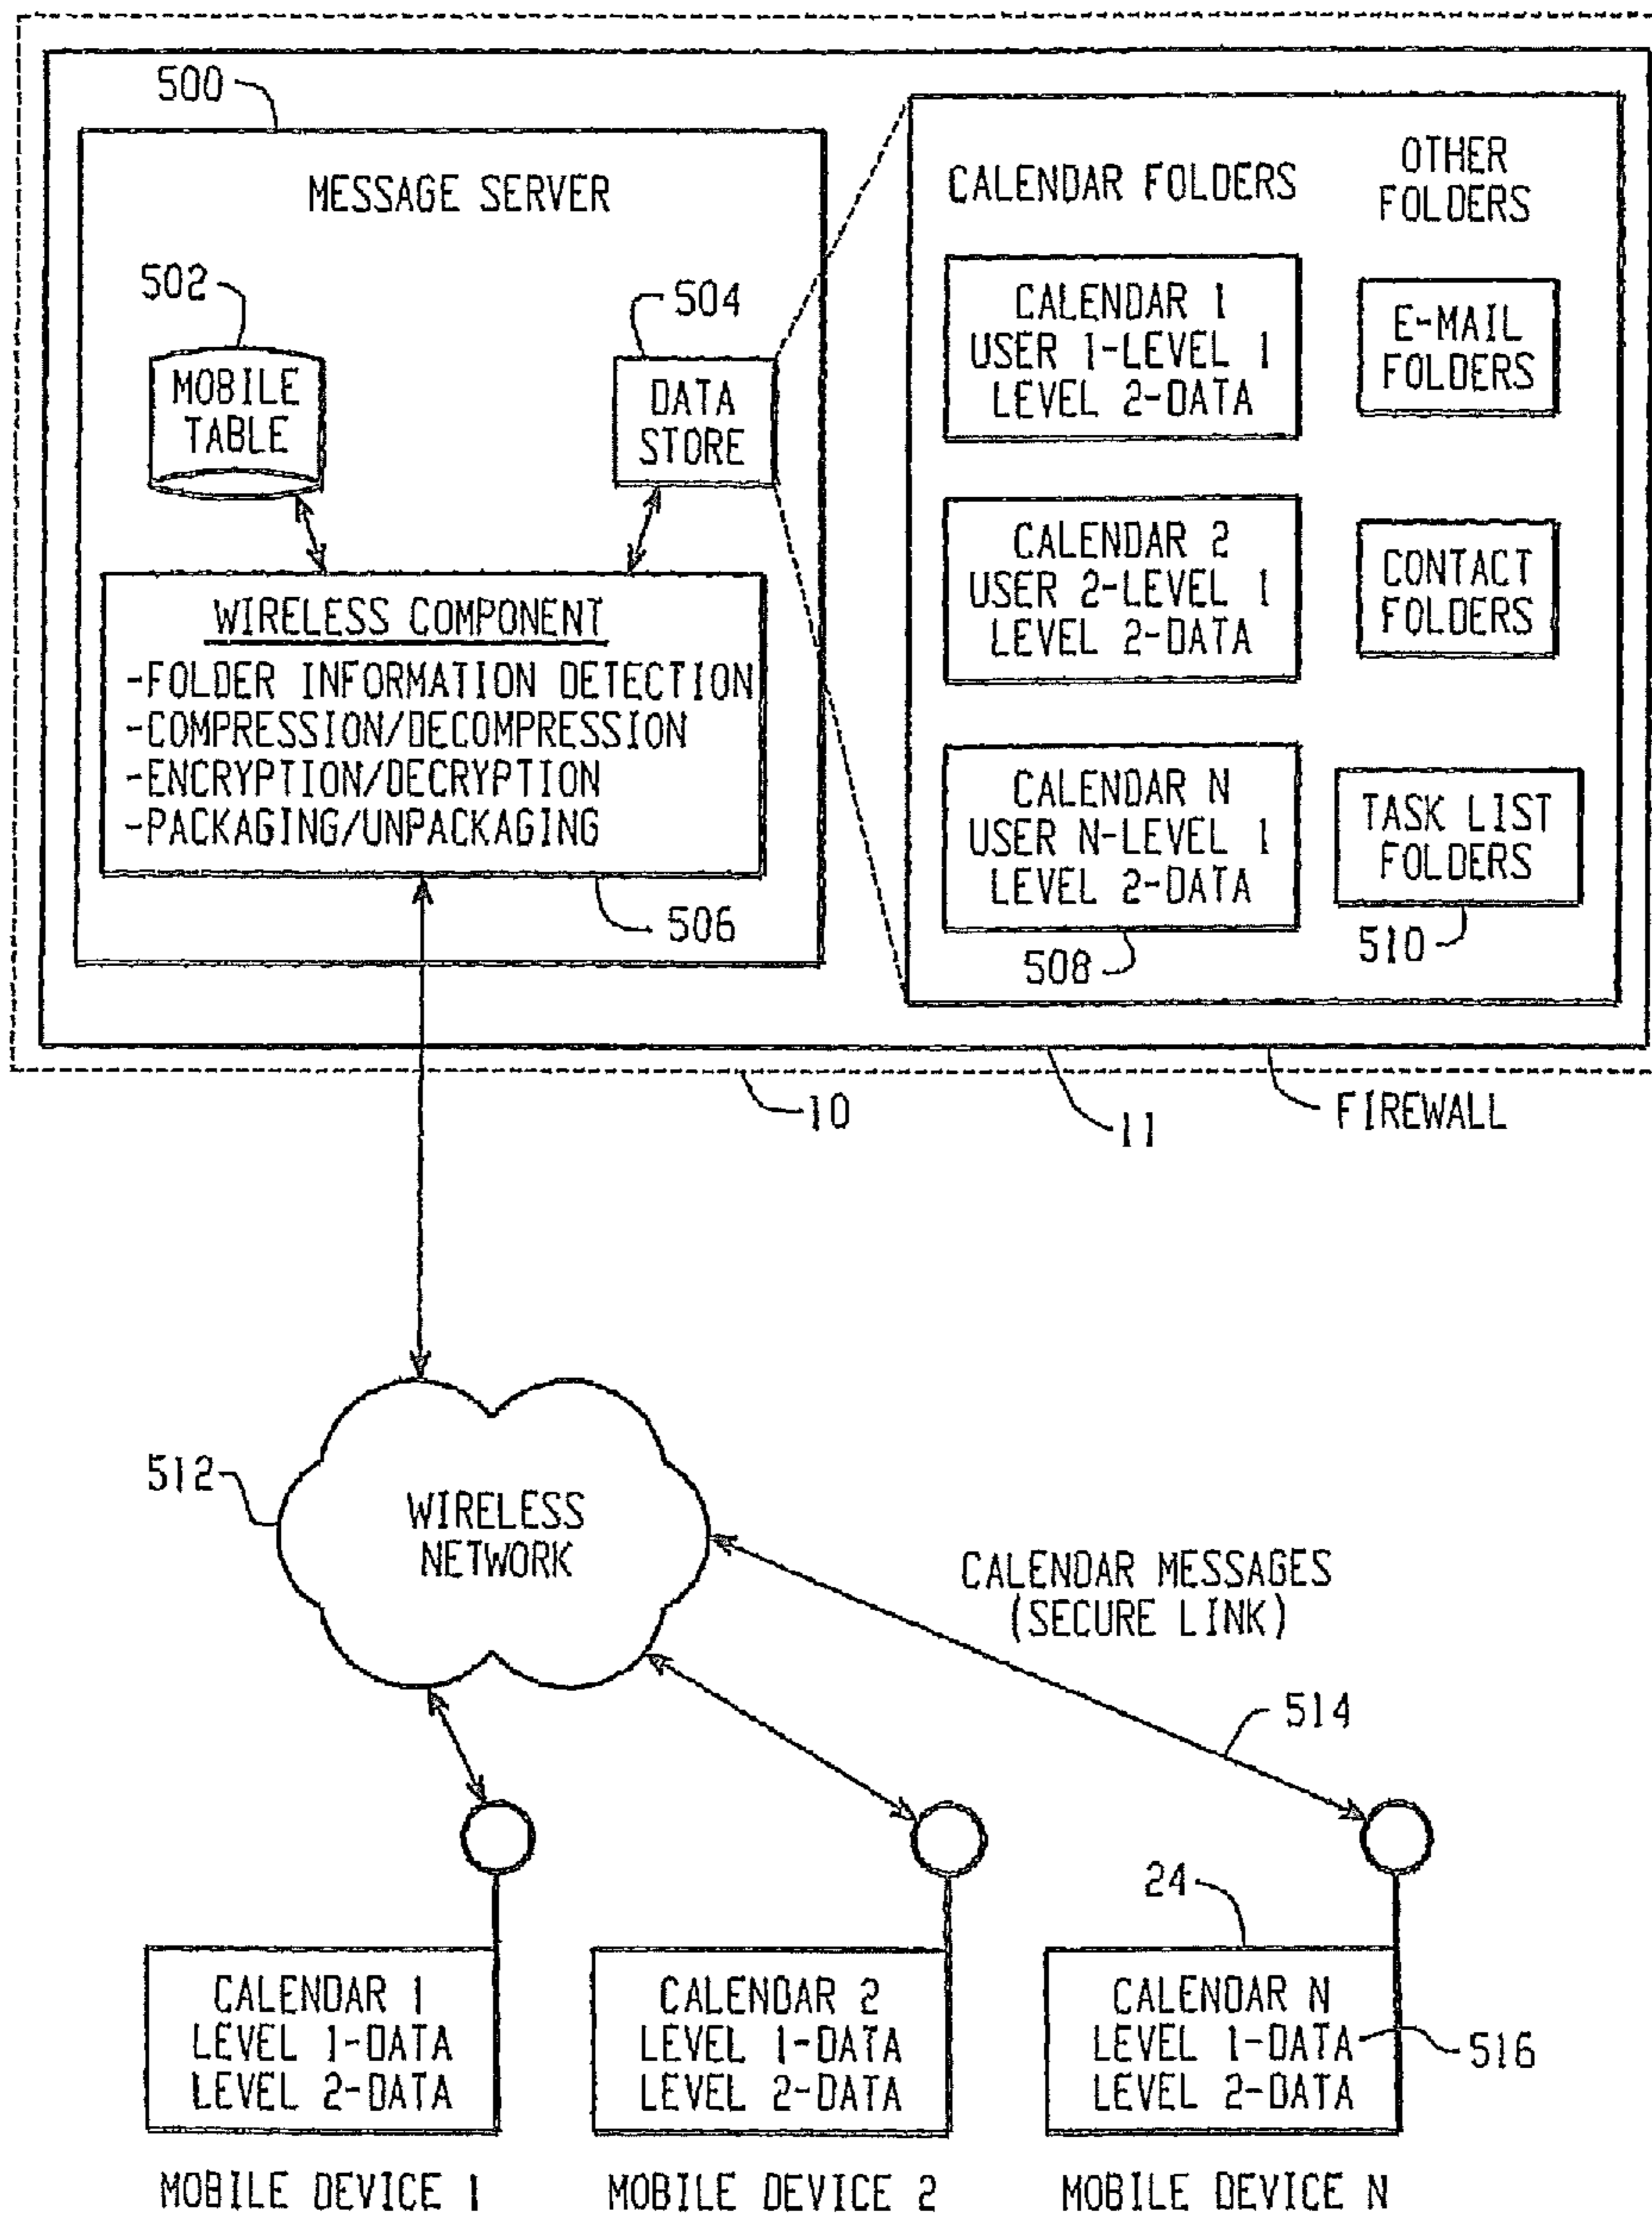 500
MESSAGE SERVER
502
504
MOBILE
TABLE
DATA
STORE
WIRELESS COMPONENT
-FOLDER INFORMATION DETECTION
-COMPRESSION/DECOMPRESSION
-ENCRYPTION/DECRYPTION
-PACKAGING/UNPACKAGING
506
CALENDAR FOLDERS
OTHER
FOLDERS
CALENDAR 1
USER 1-LEVEL 1
LEVEL 2-DATA
E-MAIL
FOLDERS
CALENDAR 2
USER 2-LEVEL 1
LEVEL 2-DATA
CONTACT
FOLDERS
CALENDAR N
USER N-LEVEL 1
LEVEL 2-DATA
TASK LIST
FOLDERS
508
510
10
11
FIREWALL
512
WIRELESS
NETWORK
CALENDAR MESSAGES
(SECURE LINK)
514
24
CALENDAR 1
LEVEL 1-DATA
LEVEL 2-DATA
CALENDAR 2
LEVEL 1-DATA
LEVEL 2-DATA
CALENDAR N
LEVEL 1-DATA
LEVEL 2-DATA
516
MOBILE DEVICE 1
MOBILE DEVICE 2
MOBILE DEVICE N